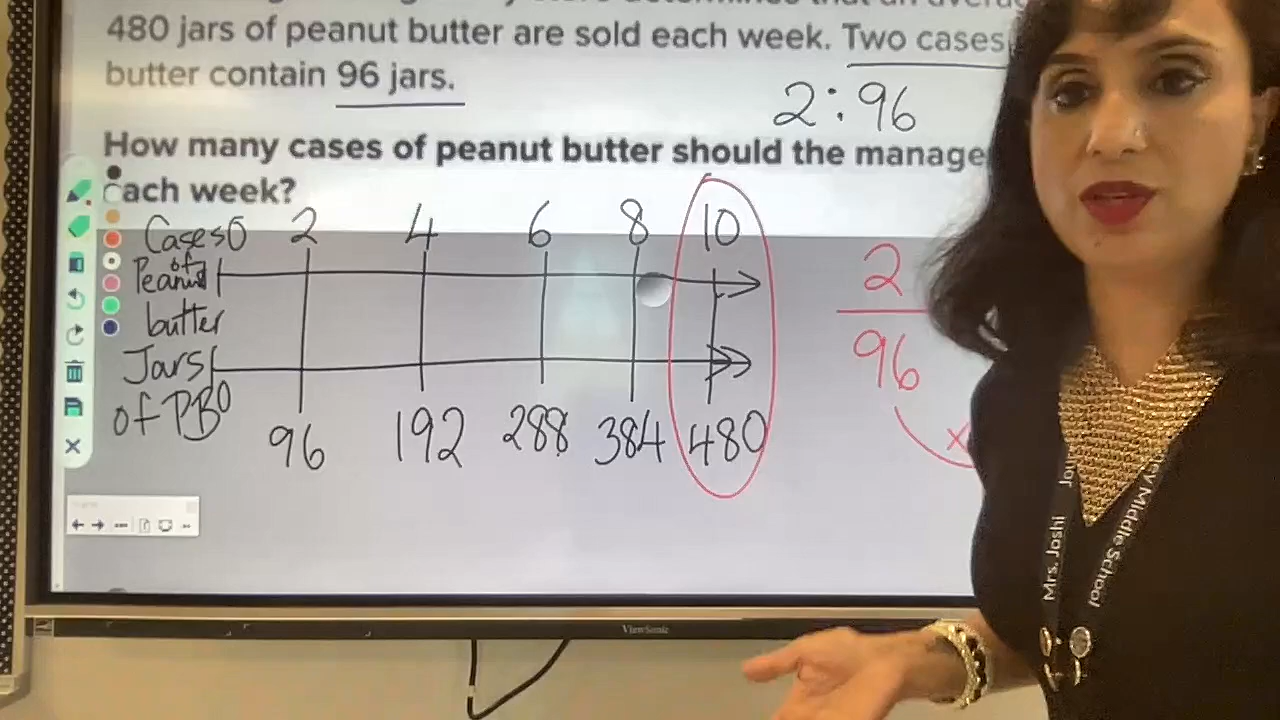 480 jars of peanut butter are sold each week. Two cases
butter contain 96 jars.
2:96
How many cases of peanut butter should the manage
each week?
Cases 0 2 4 6 8 10
of
Peanut
butter
Jars
of PB 0 96 192 288 384 480
2
96
x
ViewSonic
Mrs. Joshi
ey Middle School